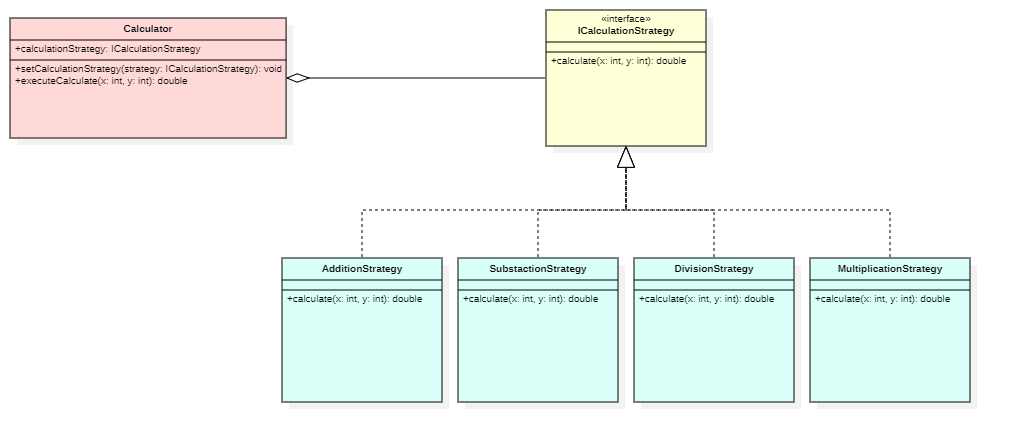 Calculator
+calculationStrategy: ICalculationStrategy
+setCalculationStrategy(strategy: ICalculationStrategy): void
+executeCalculate(x: int, y: int): double
«interface»
ICalculationStrategy
+calculate(x: int, y: int): double
AdditionStrategy
+calculate(x: int, y: int): double
SubstactionStrategy
+calculate(x: int, y: int): double
DivisionStrategy
+calculate(x: int, y: int): double
MultiplicationStrategy
+calculate(x: int, y: int): double